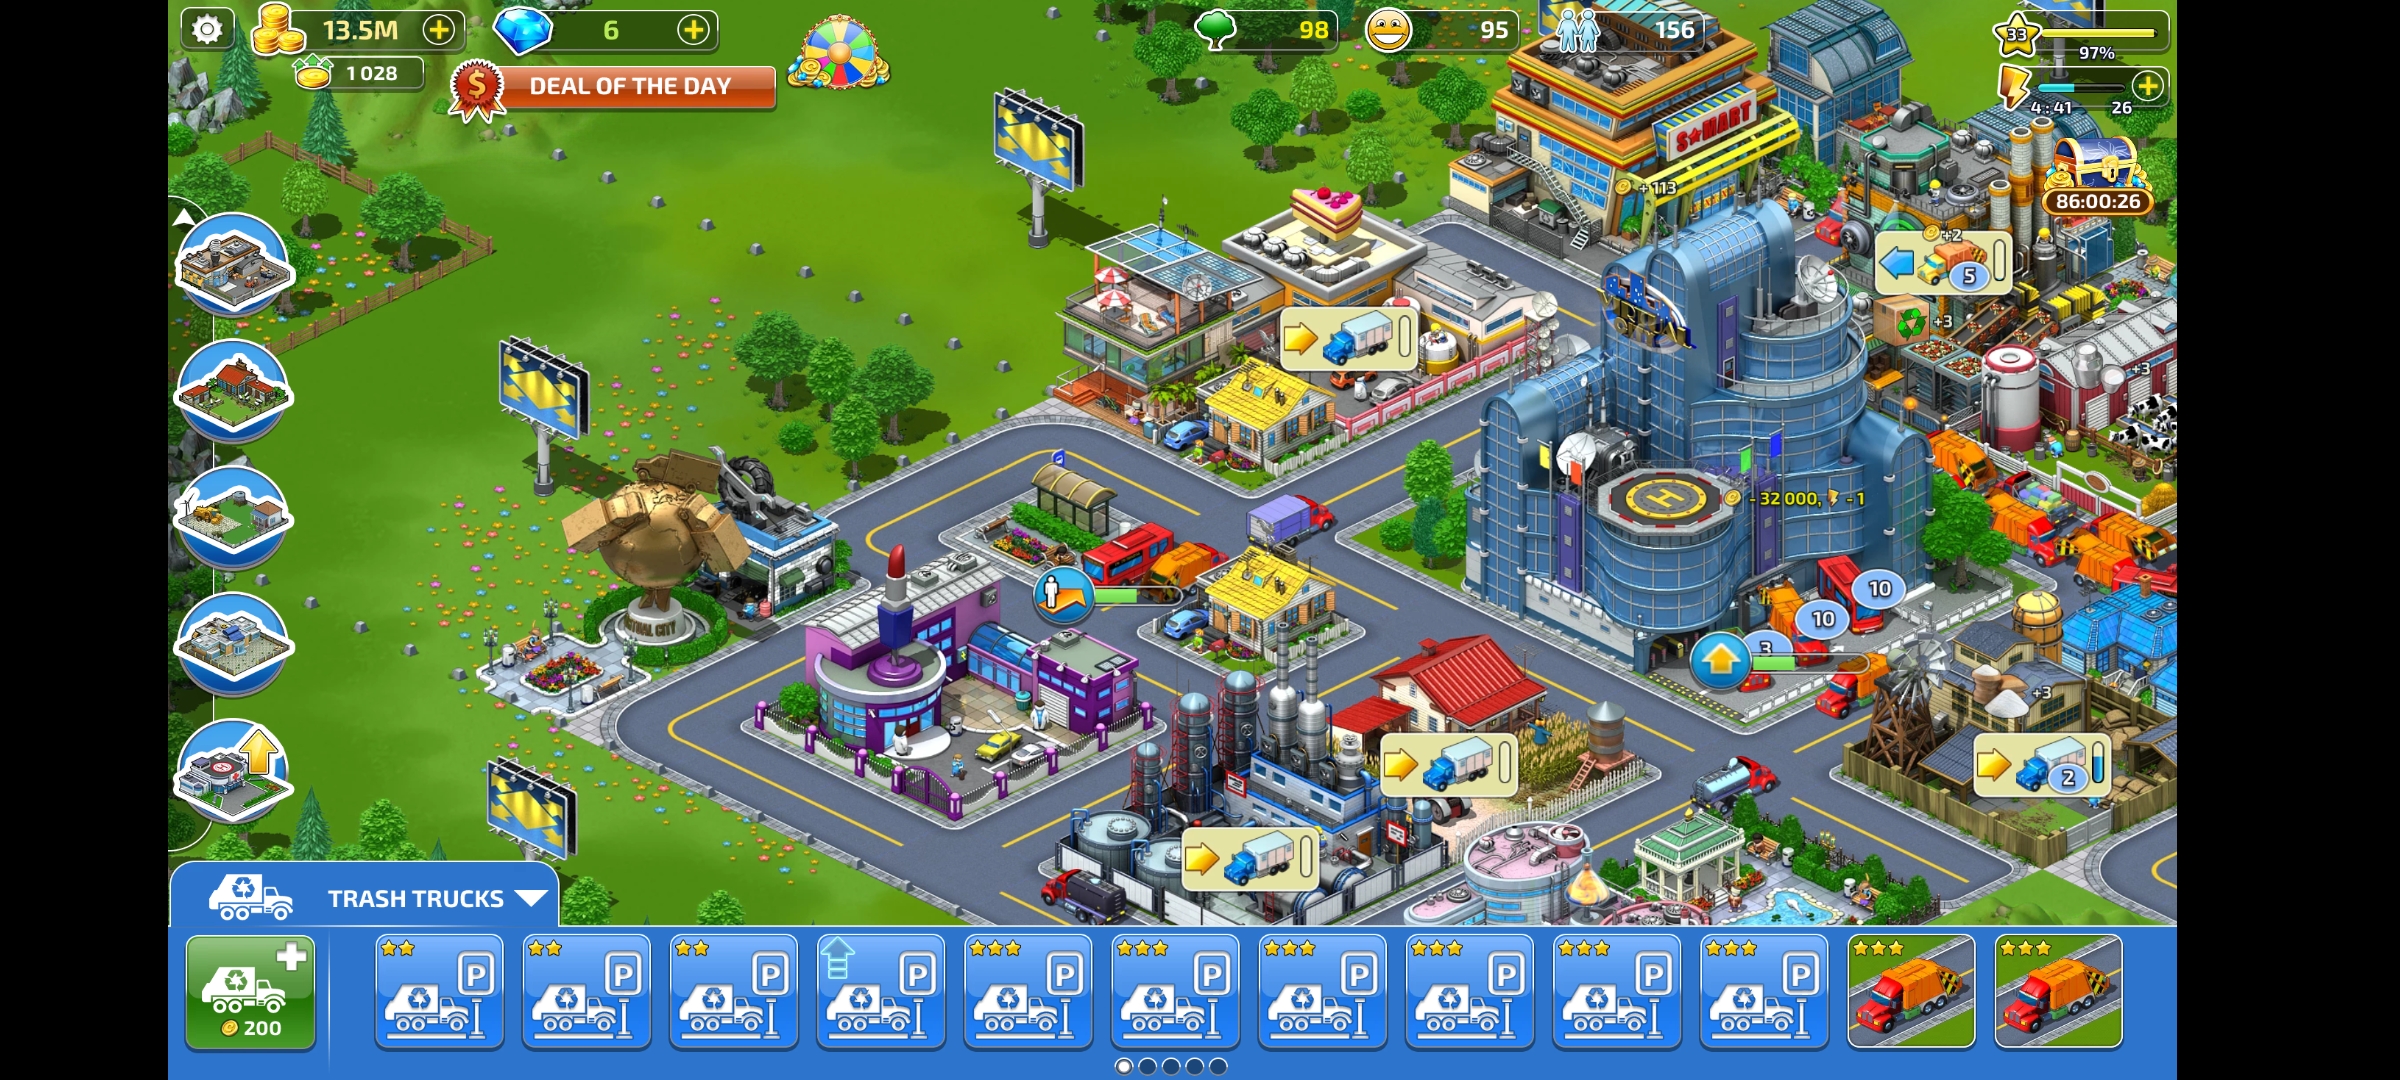 13.5M
6
98
95
156
33
97%
1 028
DEAL OF THE DAY
4:41
26
S★MART
+113
86:00:26
+2
5
+3
+3
H
- 32 000, - 1
10
10
3
+3
2
TRASH TRUCKS
200
P
P
P
P
P
P
P
P
P
P